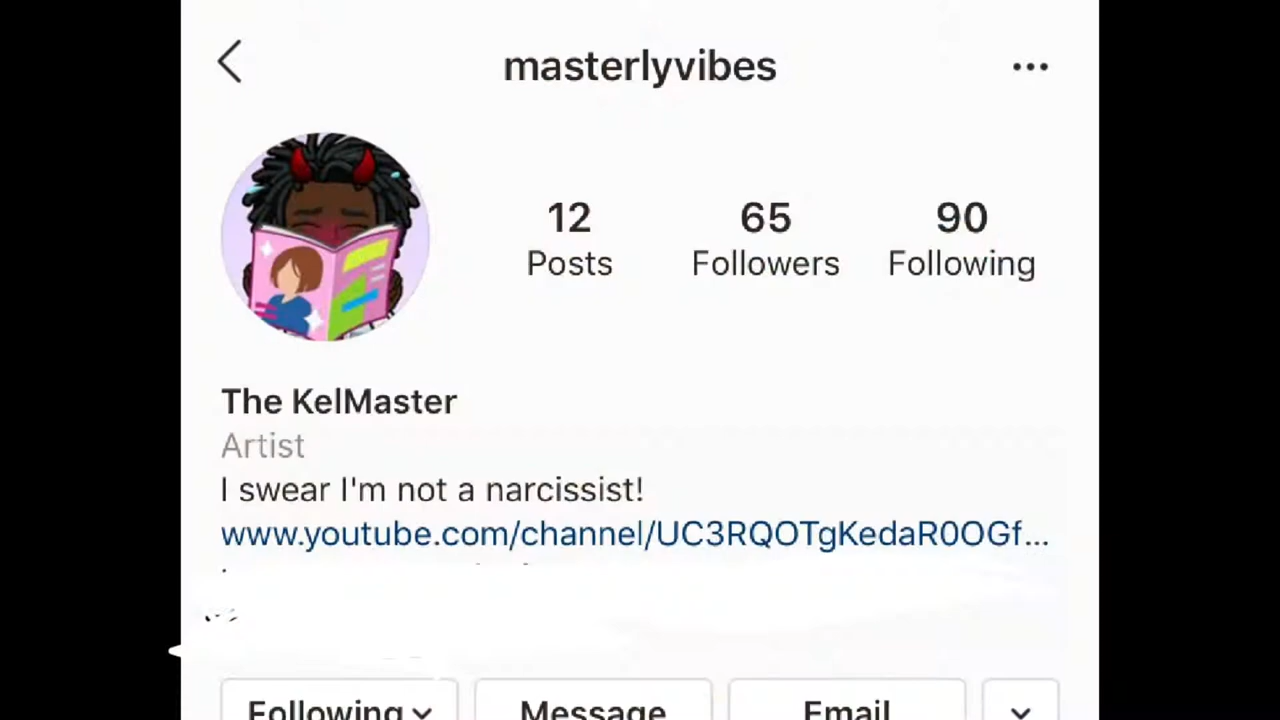 masterlyvibes
12 65 90
Posts Followers Following
The KelMaster
Artist
I swear I'm not a narcissist!
www.youtube.com/channel/UC3RQOTgKedaR0OGf...
Following Message Email